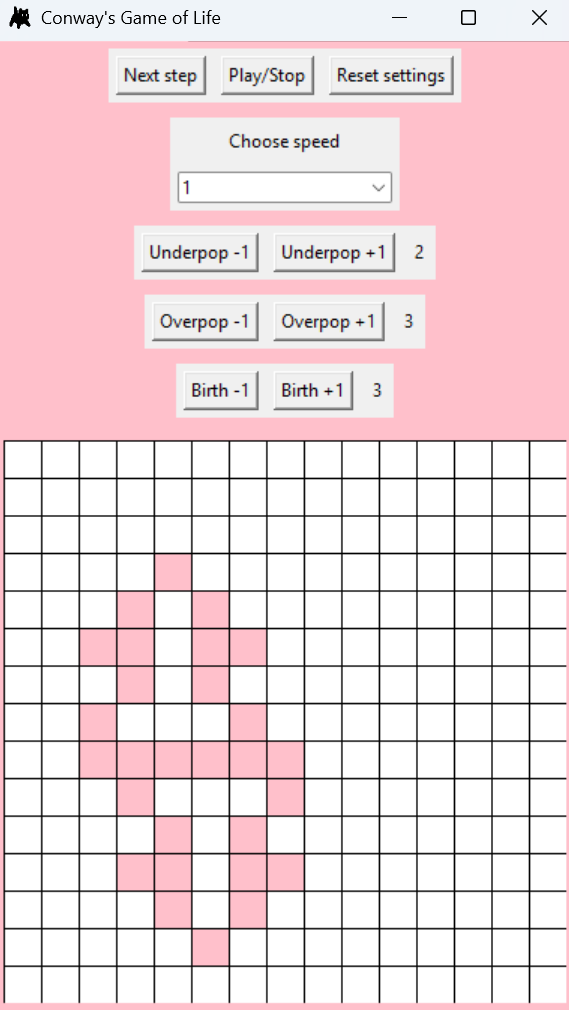 Conway's Game of Life
Next step Play/Stop Reset settings
Choose speed
1
Underpop -1 Underpop +1 2
Overpop -1 Overpop +1 3
Birth -1 Birth +1 3